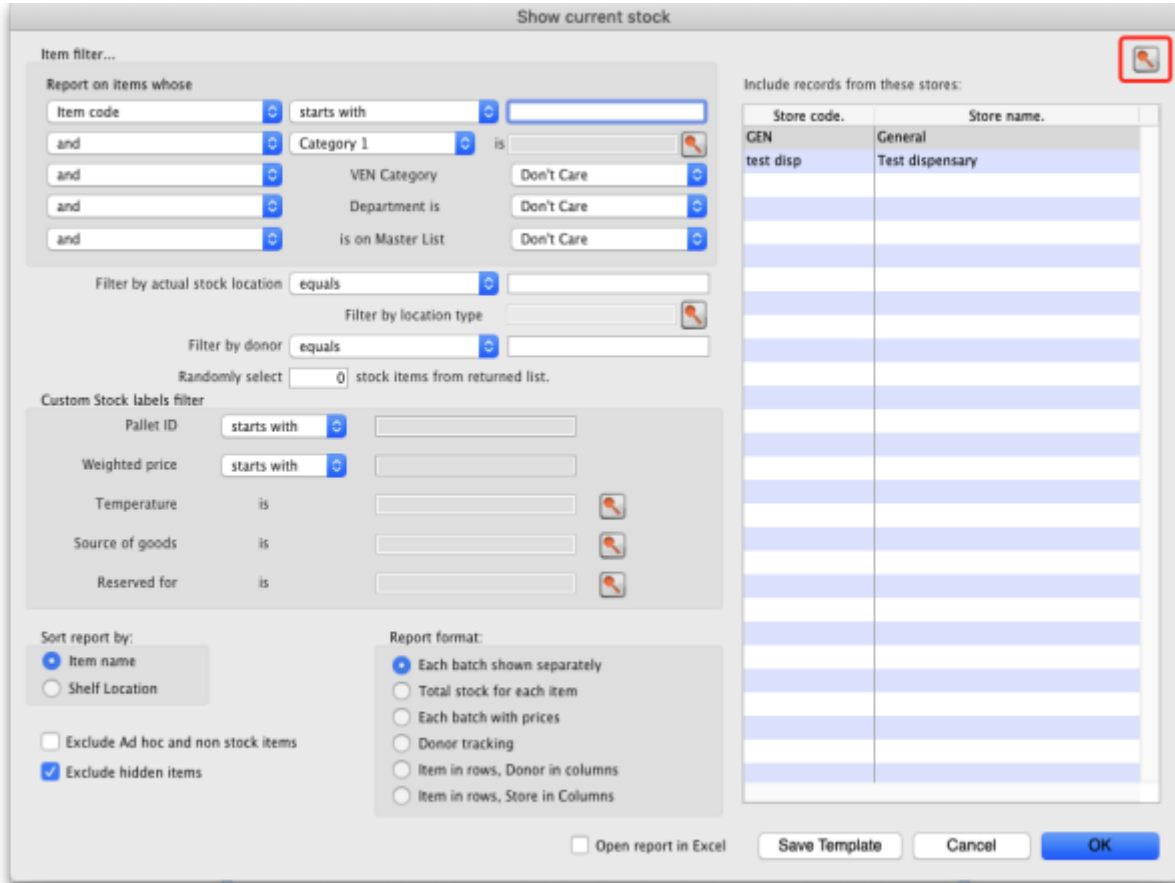 Show current stock
Item filter...
Report on items whose
Item code starts with
and Category 1 is
and VEN Category Don't Care
and Department is Don't Care
and is on Master List Don't Care
Filter by actual stock location equals
Filter by location type
Filter by donor equals
Randomly select 0 stock items from returned list.
Custom Stock labels filter
Pallet ID starts with
Weighted price starts with
Temperature is
Source of goods is
Reserved for is
Sort report by:
Item name
Shelf Location
Exclude Ad hoc and non stock items
Exclude hidden items
Report format:
Each batch shown separately
Total stock for each item
Each batch with prices
Donor tracking
Item in rows, Donor in columns
Item in rows, Store in Columns
Include records from these stores:
Store code. Store name.
GEN General
test disp Test dispensary
Open report in Excel Save Template Cancel OK